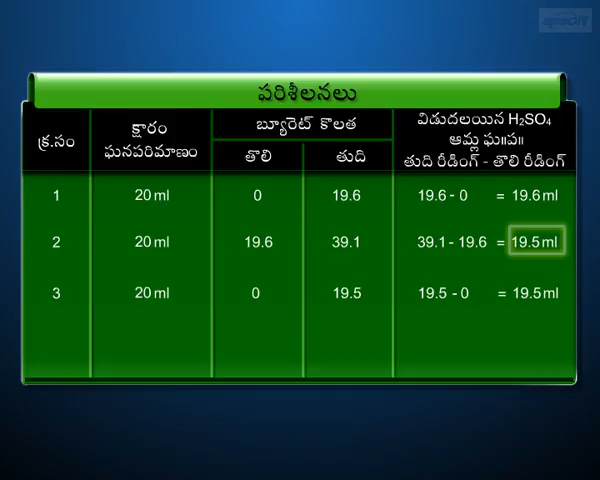 పరిశీలనలు
క్ర.సం
క్షారం
ఘనపరిమాణం
బ్యూరెట్ కొలత
తొలి తుది
విడుదలయిన H₂SO₄
ఆమ్ల ఘ॥ప॥
తుది రీడింగ్ - తొలి రీడింగ్
1 20 ml 0 19.6 19.6 - 0 = 19.6 ml
2 20 ml 19.6 39.1 39.1 - 19.6 = 19.5 ml
3 20 ml 0 19.5 19.5 - 0 = 19.5 ml